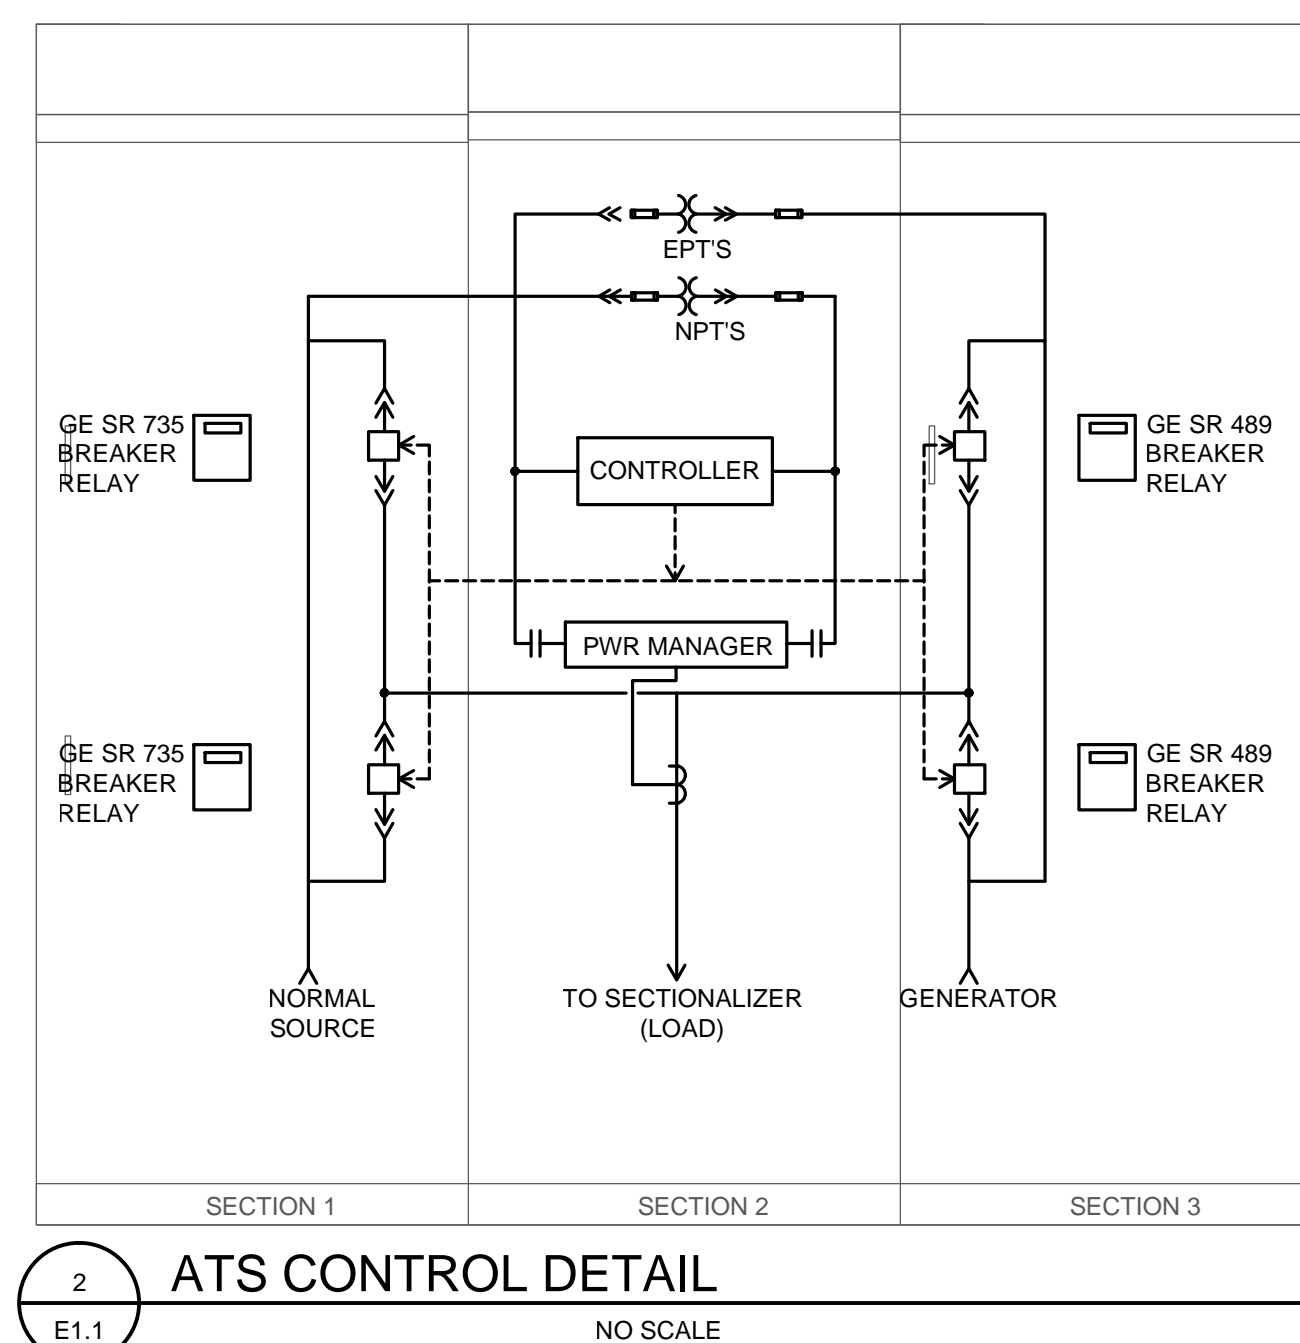 EPT'S
NPT'S
GE SR 735
BREAKER
RELAY
CONTROLLER
GE SR 489
BREAKER
RELAY
PWR MANAGER
GE SR 735
BREAKER
RELAY
GE SR 489
BREAKER
RELAY
NORMAL
SOURCE
TO SECTIONALIZER
(LOAD)
GENERATOR
SECTION 1
SECTION 2
SECTION 3
2
ATS CONTROL DETAIL
E1.1
NO SCALE